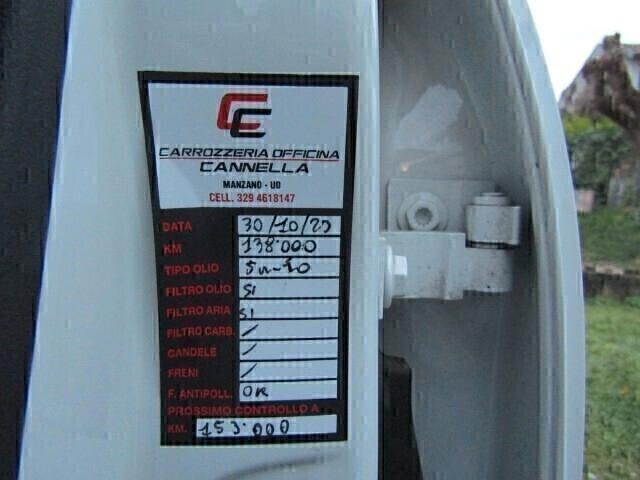 CARROZZERIA OFFICINA
CANNELLA
MANZANO - UD
CELL. 329 4618147
DATA 30/10/20
KM 138.000
TIPO OLIO 5w-30
FILTRO OLIO SI
FILTRO ARIA SI
FILTRO CARB. /
CANDELE /
FRENI /
F. ANTIPOLL. OK
PROSSIMO CONTROLLO A
KM. 153.000